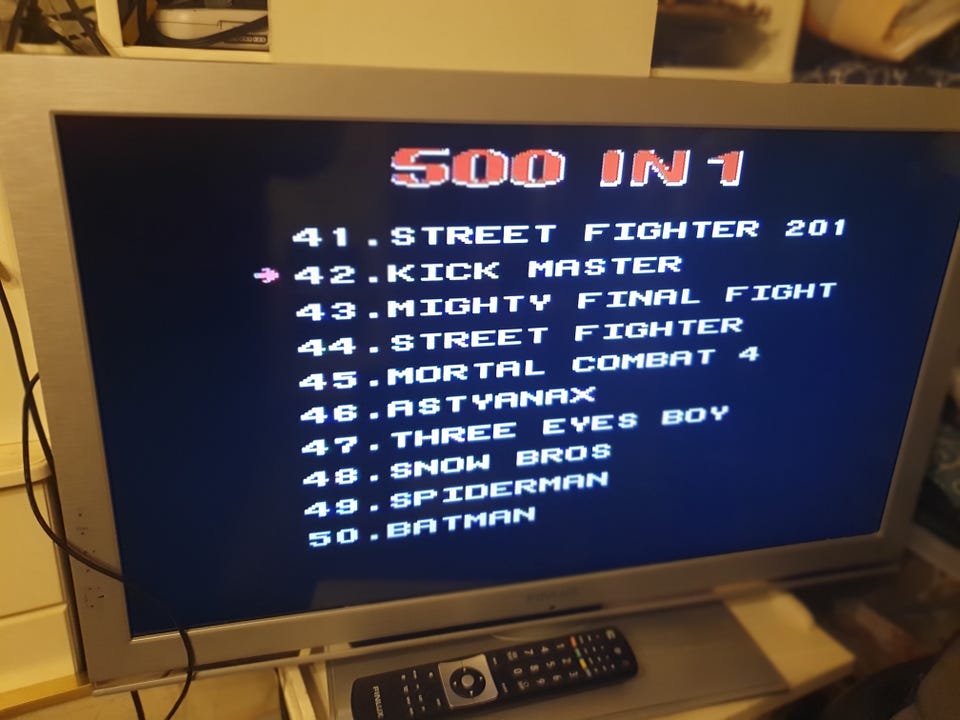 500 IN 1
41.STREET FIGHTER 201
42.KICK MASTER
43.MIGHTY FINAL FIGHT
44.STREET FIGHTER
45.MORTAL COMBAT 4
46.ASTYANAX
47.THREE EYES BOY
48.SNOW BROS
49.SPIDERMAN
50.BATMAN
FINLUX